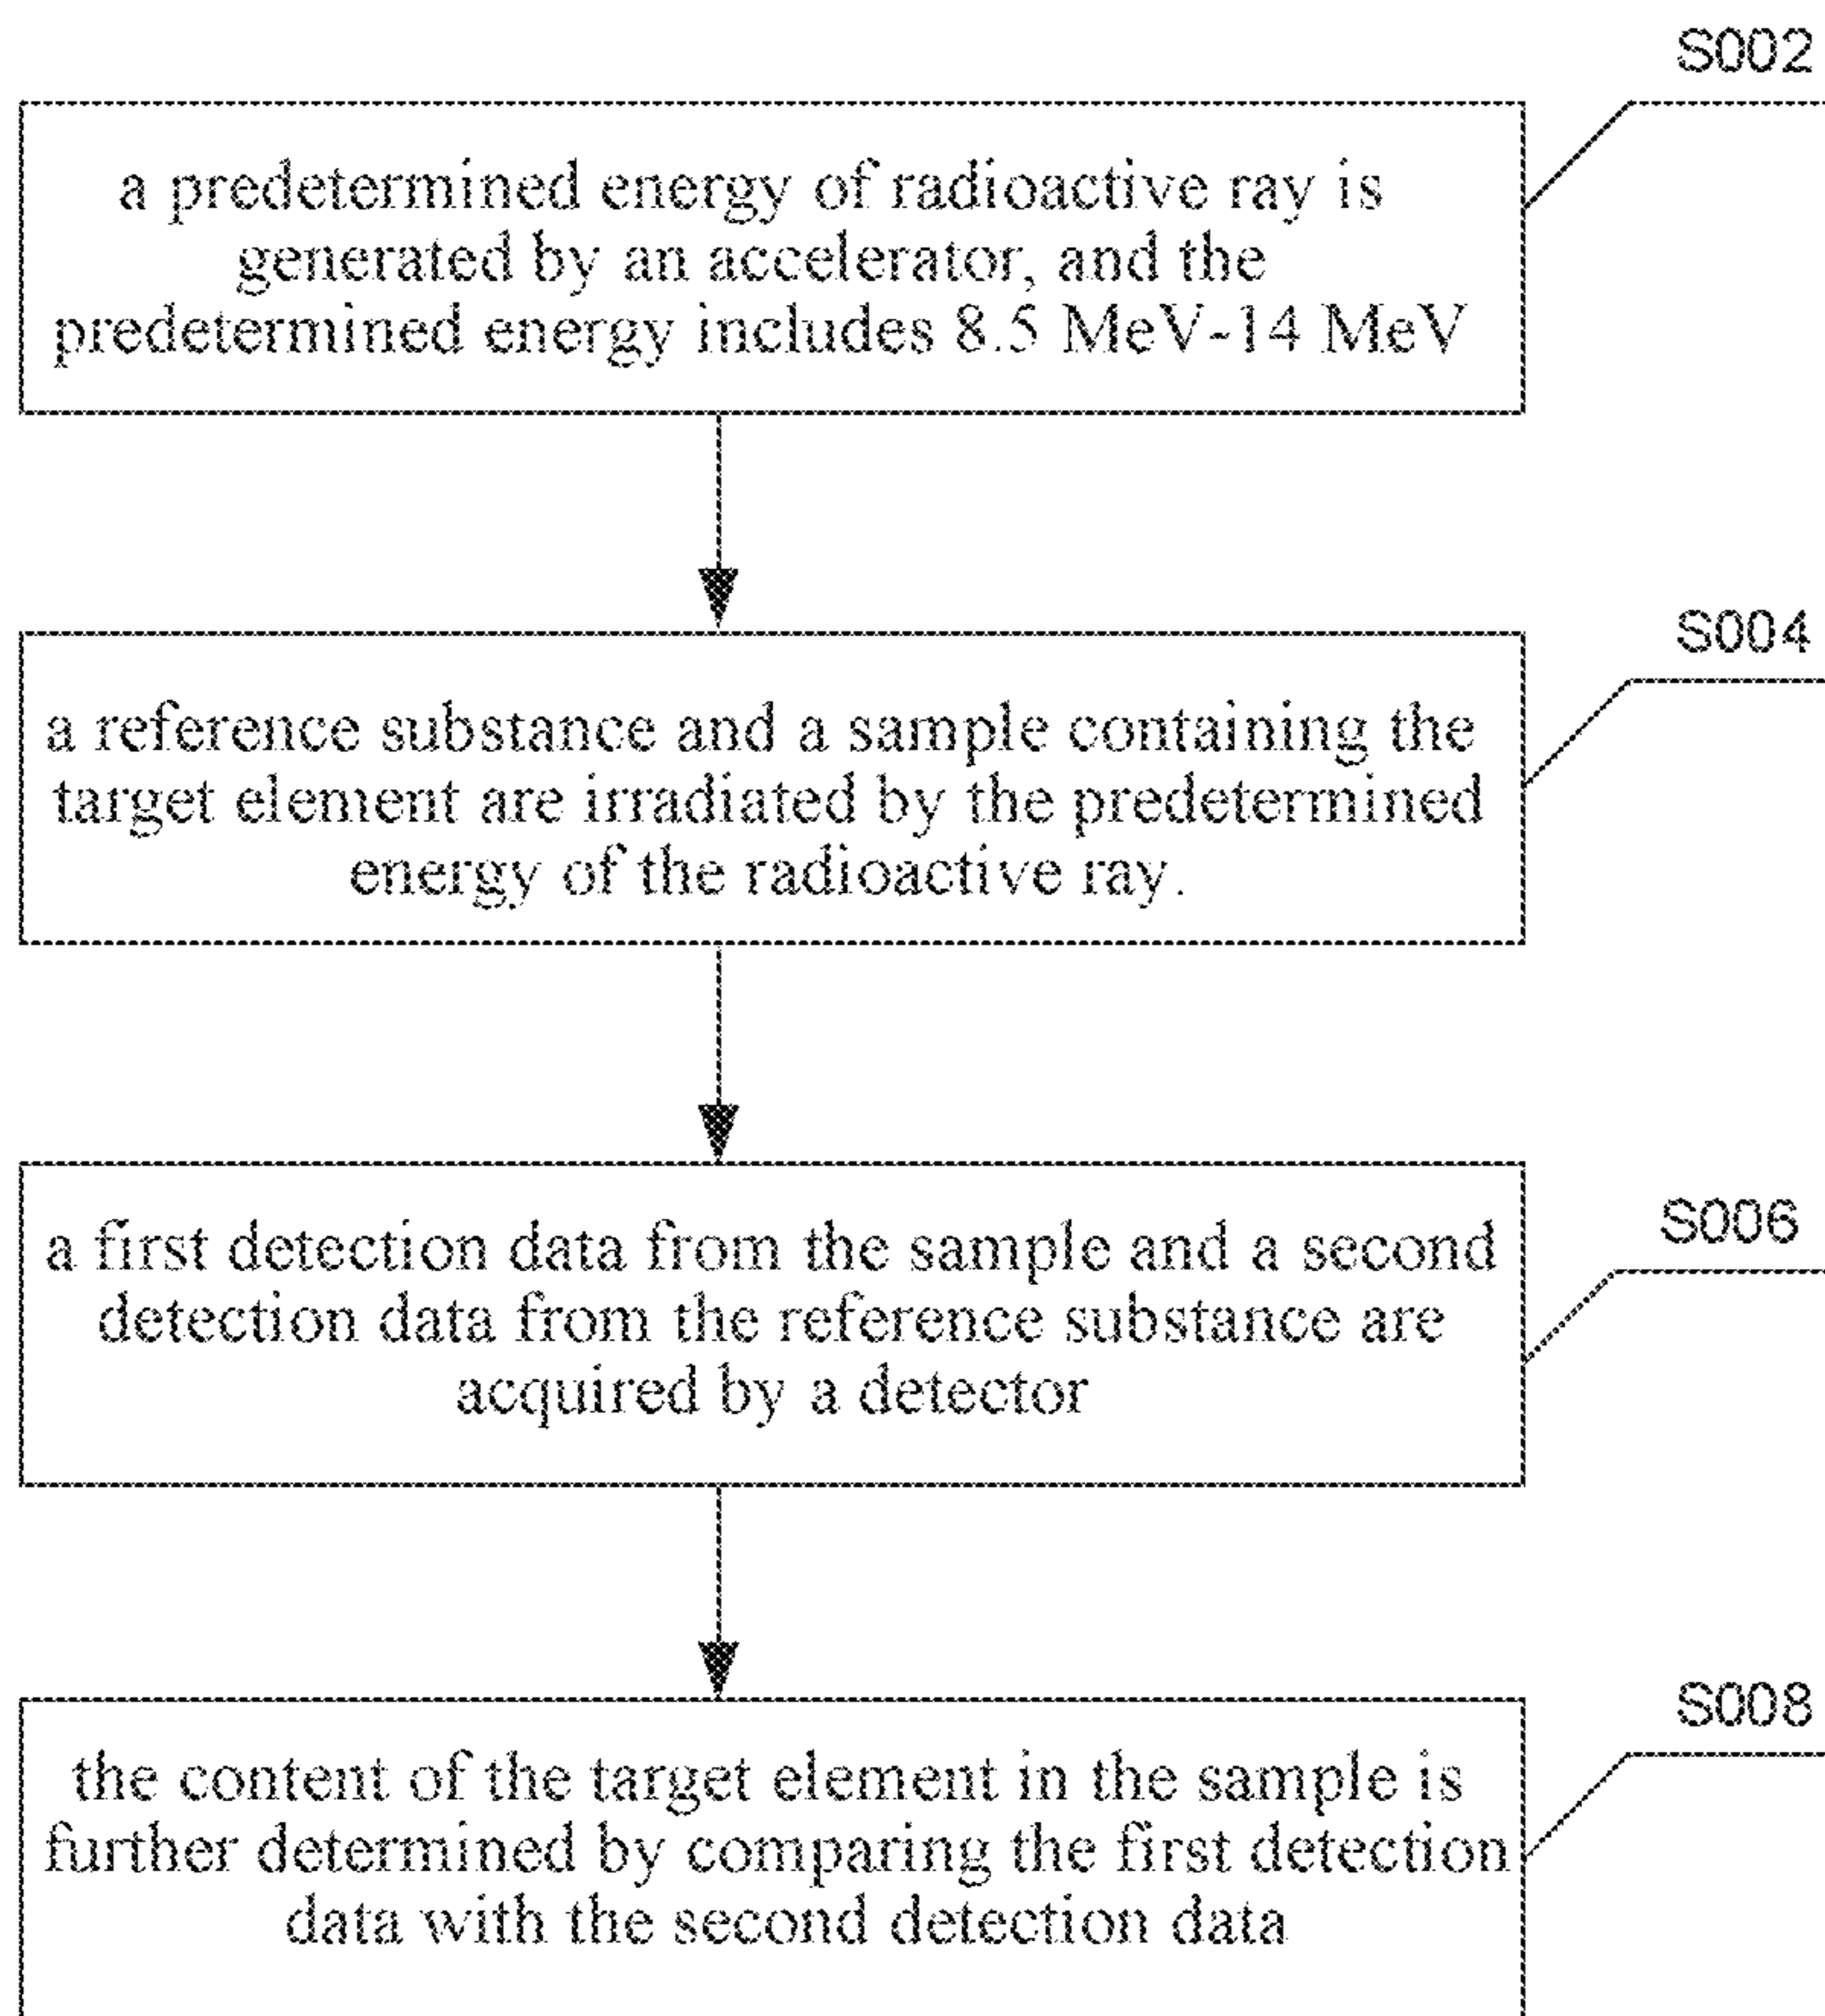 S002
a predetermined energy of radioactive ray is
generated by an accelerator, and the
predetermined energy includes 8.5 MeV-14 MeV
S004
a reference substance and a sample containing the
target element are irradiated by the predetermined
energy of the radioactive ray.
S006
a first detection data from the sample and a second
detection data from the reference substance are
acquired by a detector
S008
the content of the target element in the sample is
further determined by comparing the first detection
data with the second detection data